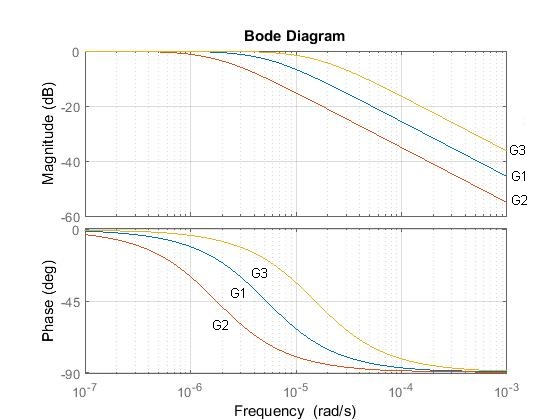 Bode Diagram
Magnitude (dB)
0
-20
-40
-60
G3
G1
G2
Phase (deg)
0
-45
-90
G3
G1
G2
10^-7
10^-6
10^-5
10^-4
10^-3
Frequency (rad/s)